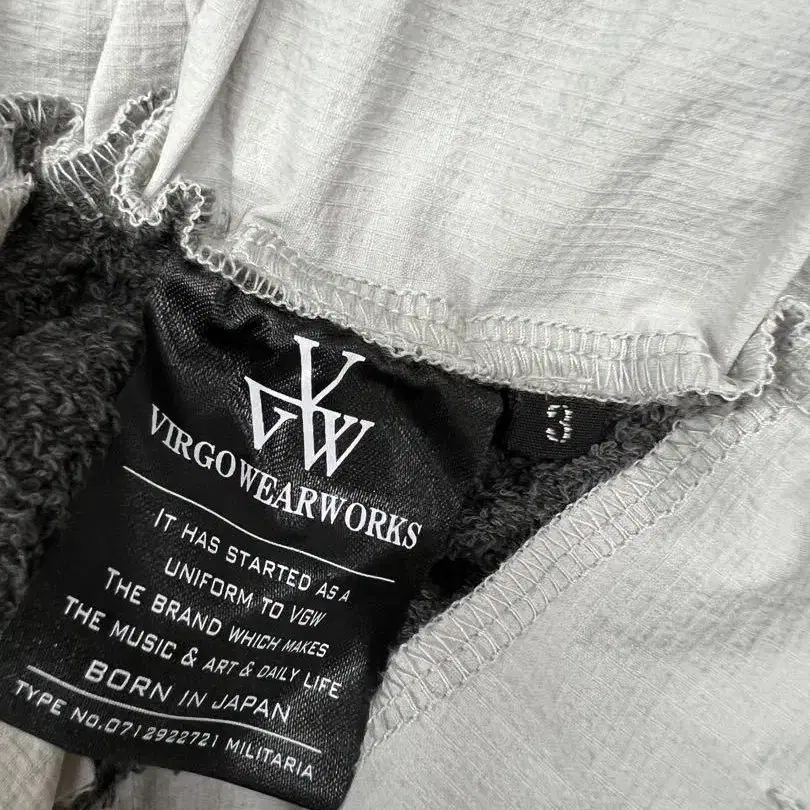 VGW
VIRGOWEARWORKS
3
IT HAS STARTED AS A
UNIFORM TO VGW
THE BRAND WHICH MAKES
THE MUSIC & ART & DAILY LIFE
BORN IN JAPAN
TYPE NO.0712922721 MILITARIA